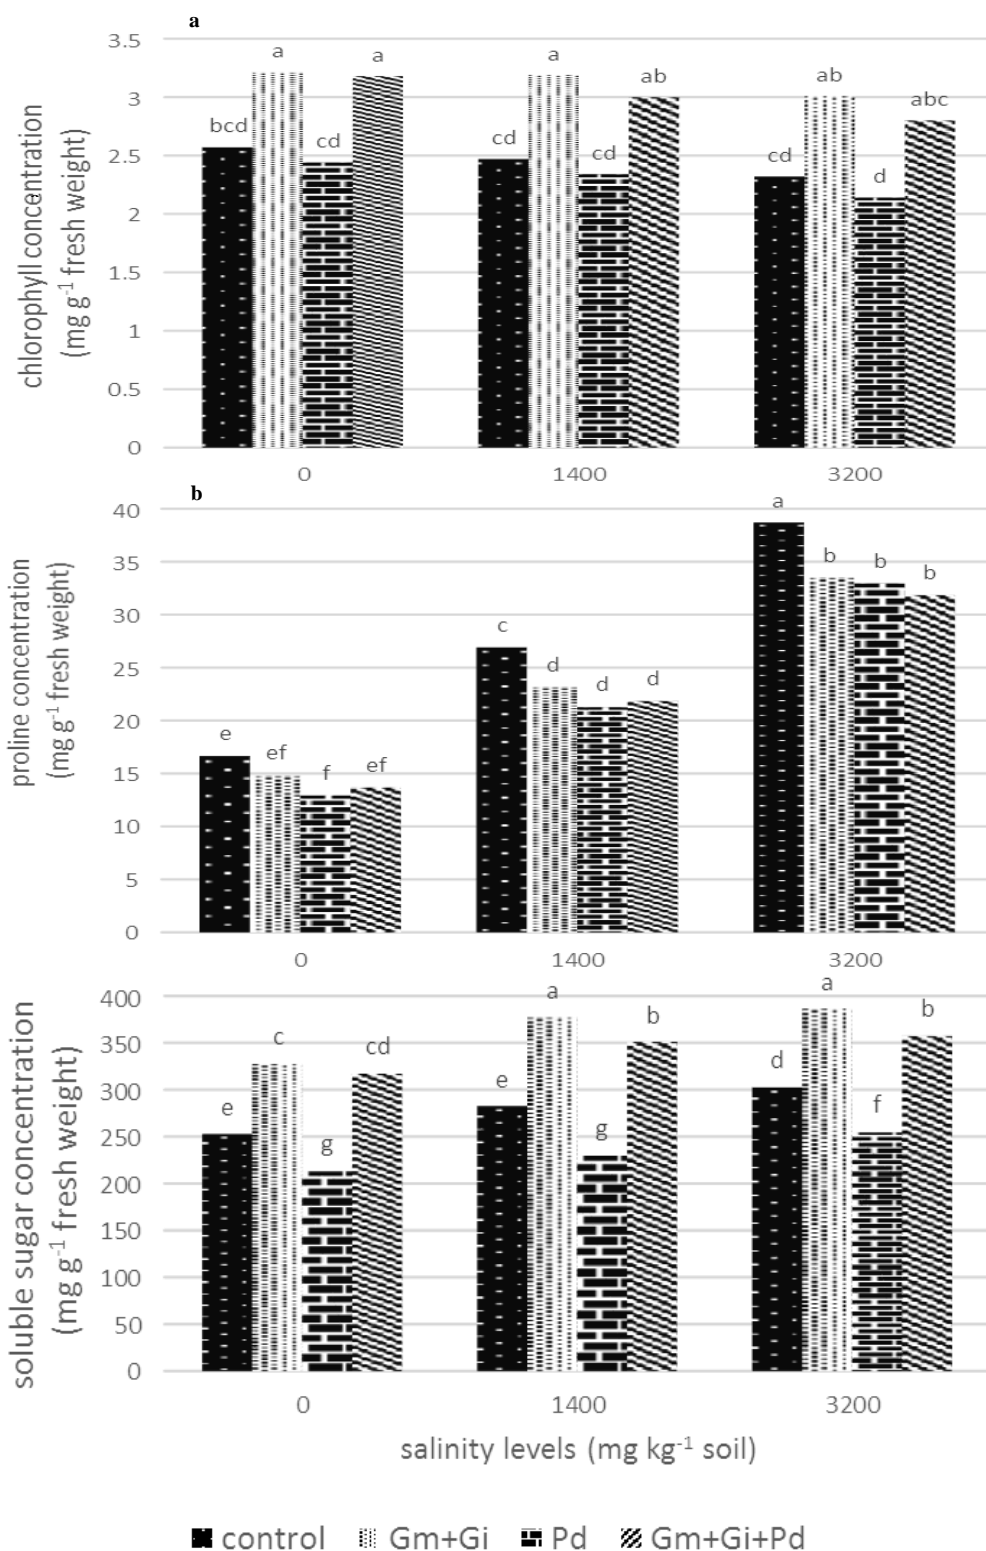 a
3.5
3
2.5
2
1.5
1
0.5
0
chlorophyll concentration
(mg g⁻¹ fresh weight)
bcd a cd a
cd a cd ab
cd ab d abc
0 1400 3200
b
40
35
30
25
20
15
10
5
0
proline concentration
(mg g⁻¹ fresh weight)
e ef f ef
c d d d
a b b b
0 1400 3200
400
350
300
250
200
150
100
50
0
soluble sugar concentration
(mg g⁻¹ fresh weight)
e c g cd
e a g b
d a f b
0 1400 3200
salinity levels (mg kg⁻¹ soil)
control Gm+Gi Pd Gm+Gi+Pd